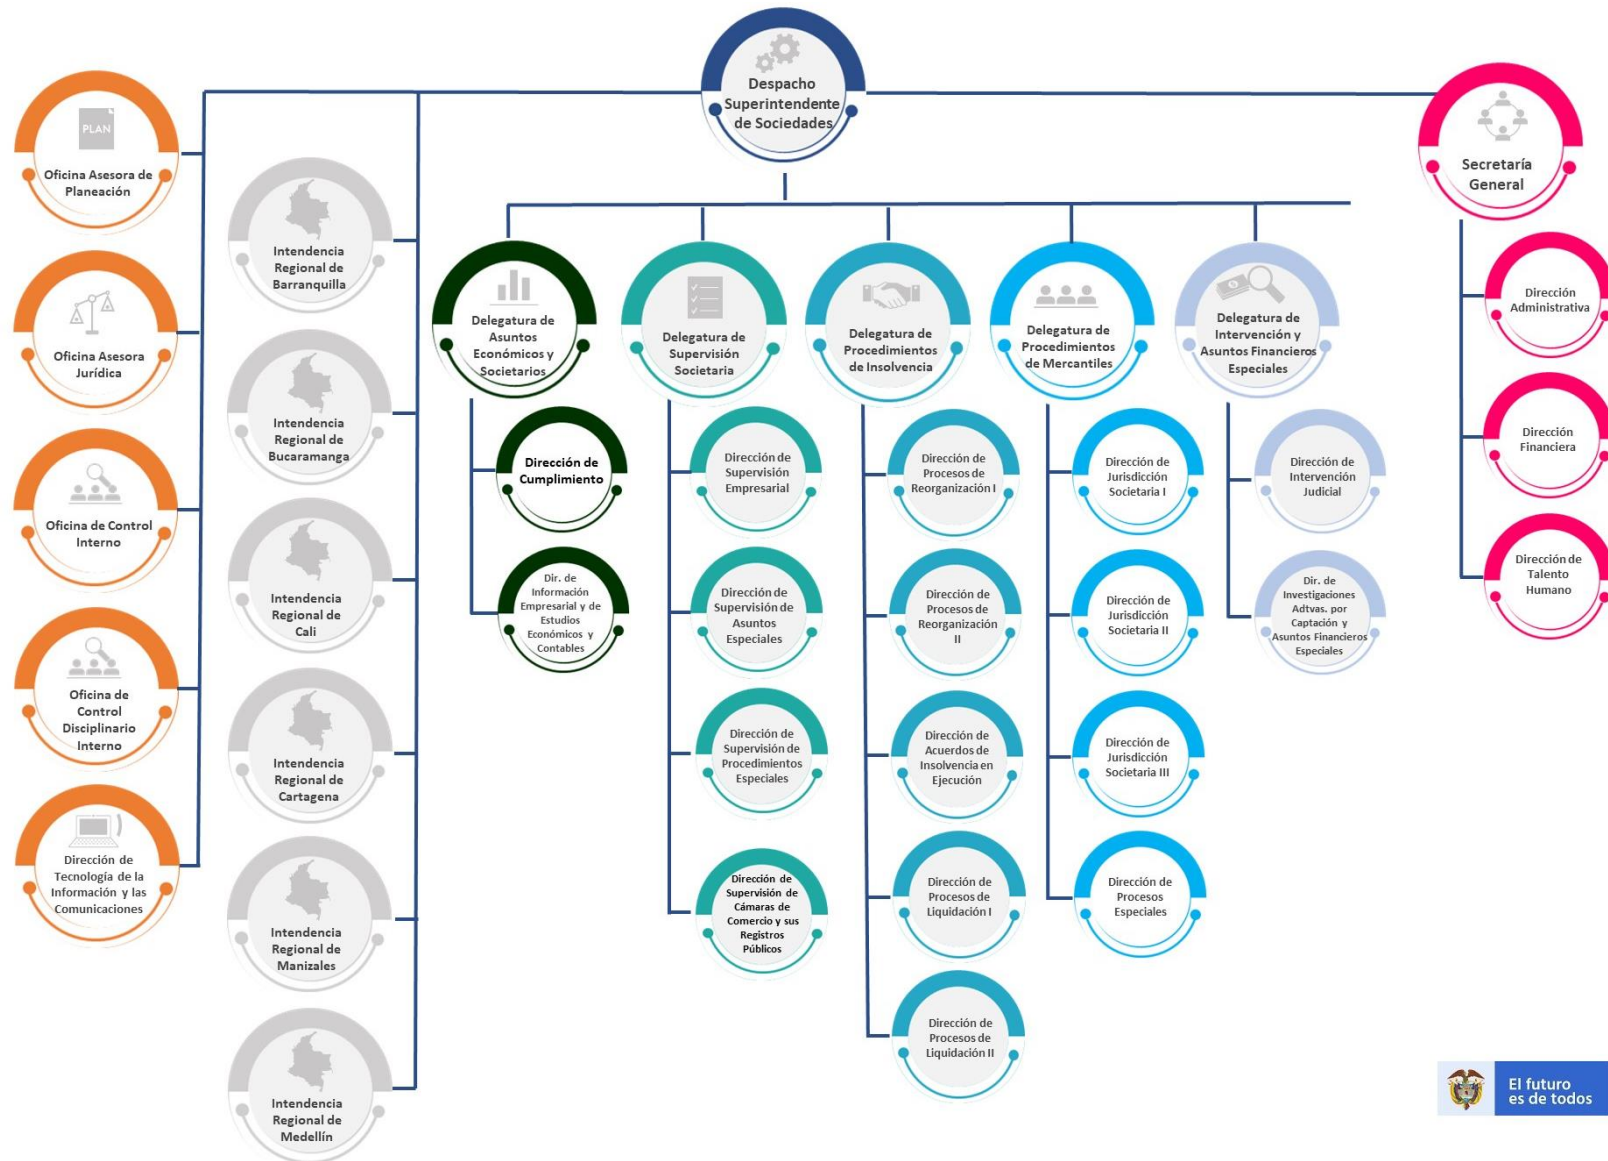 Despacho
Superintendente
de Sociedades
PLAN
Oficina Asesora de
Planeación
Oficina Asesora
Jurídica
Oficina de Control
Interno
Oficina de
Control
Disciplinario
Interno
Dirección de
Tecnología de la
Información y las
Comunicaciones
Intendencia
Regional de
Barranquilla
Intendencia
Regional de
Bucaramanga
Intendencia
Regional de
Cali
Intendencia
Regional de
Cartagena
Intendencia
Regional de
Manizales
Intendencia
Regional de
Medellín
Delegatura de
Asuntos
Económicos y
Societarios
Dirección de
Cumplimiento
Dir. de
Información
Empresarial y de
Estudios
Económicos y
Contables
Delegatura de
Supervisión
Societaria
Dirección de
Supervisión
Empresarial
Dirección de
Supervisión de
Asuntos
Especiales
Dirección de
Supervisión de
Procedimientos
Especiales
Dirección de
Supervisión de
Cámaras de
Comercio y sus
Registros
Públicos
Delegatura de
Procedimientos
de Insolvencia
Dirección de
Procesos de
Reorganización I
Dirección de
Procesos de
Reorganización
II
Dirección de
Acuerdos de
Insolvencia en
Ejecución
Dirección de
Procesos de
Liquidación I
Dirección de
Procesos de
Liquidación II
Delegatura de
Procedimientos
de Mercantiles
Dirección de
Jurisdicción
Societaria I
Dirección de
Jurisdicción
Societaria II
Dirección de
Jurisdicción
Societaria III
Dirección de
Procesos
Especiales
Delegatura de
Intervención y
Asuntos Financieros
Especiales
Dirección de
Intervención
Judicial
Dir. de
Investigaciones
Adtvas. por
Captación y
Asuntos Financieros
Especiales
Secretaría
General
Dirección
Administrativa
Dirección
Financiera
Dirección de
Talento
Humano
El futuro
es de todos